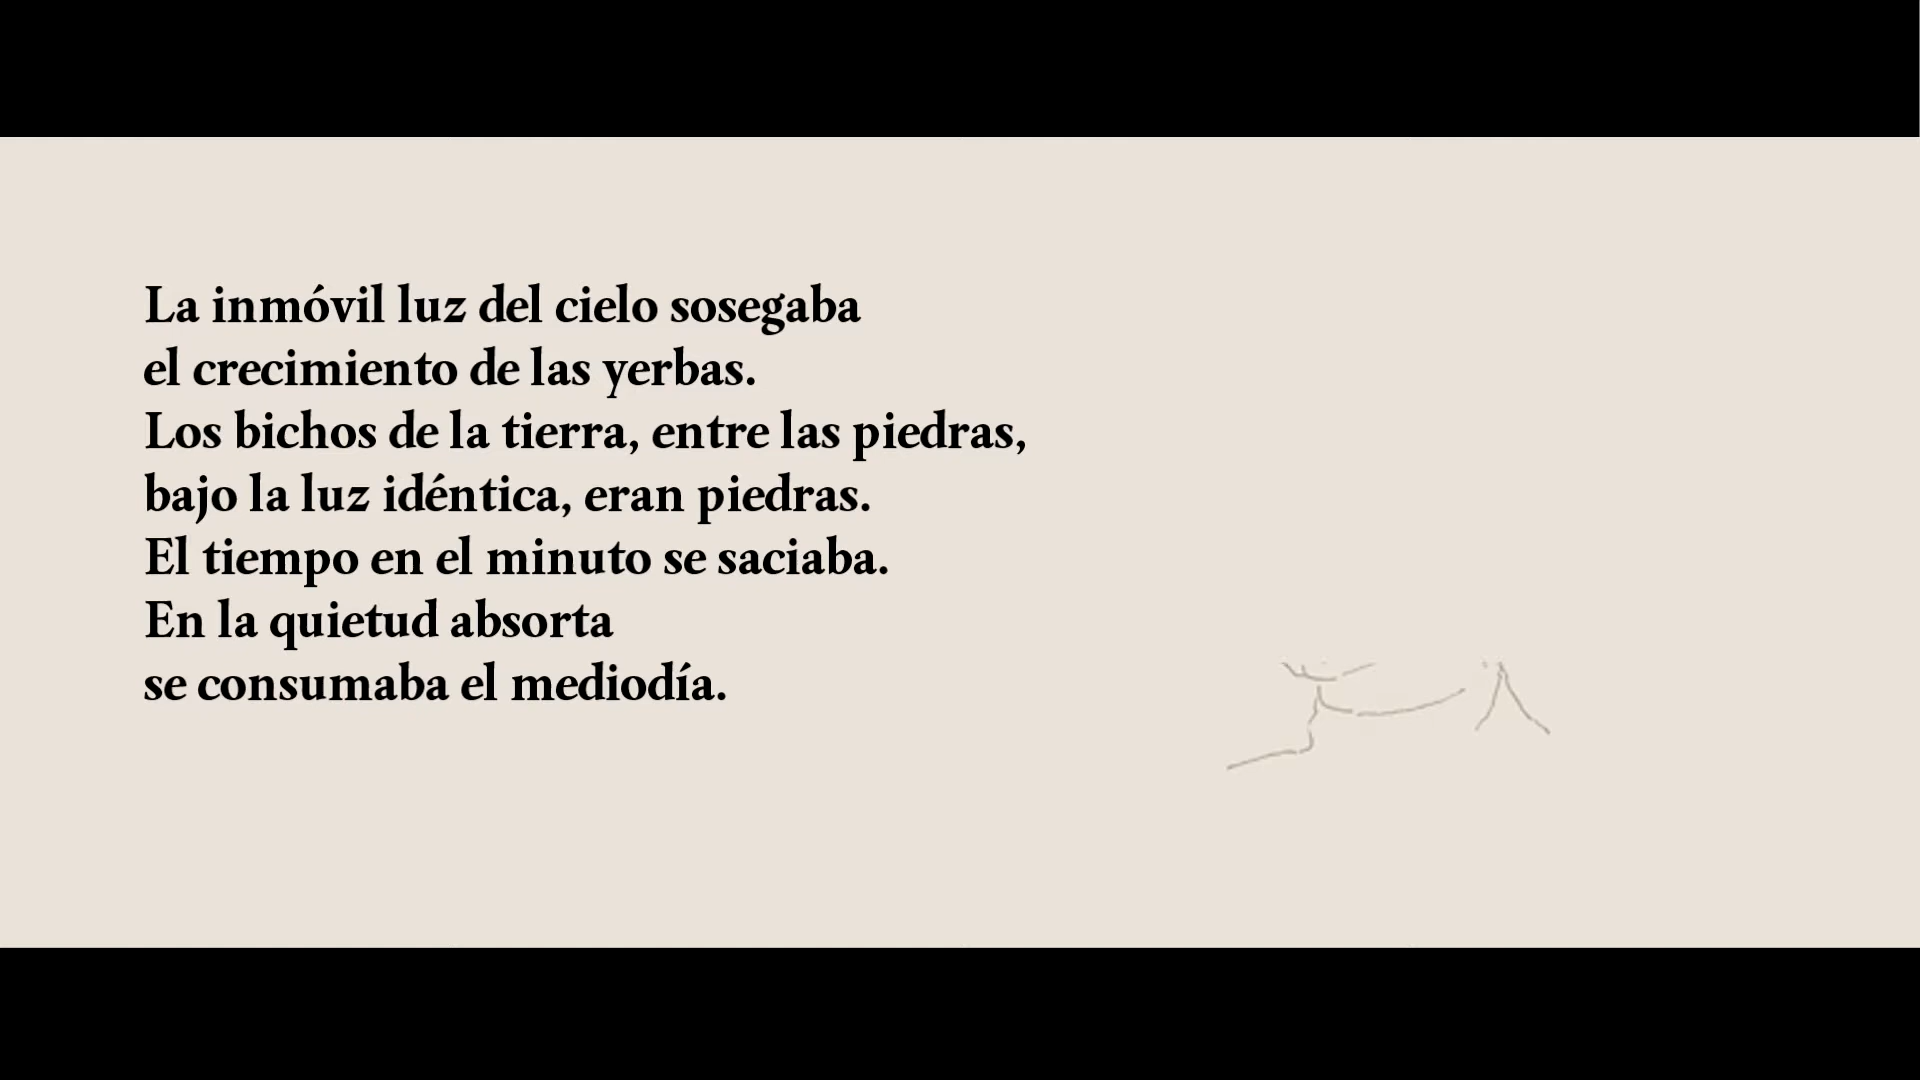 La inmóvil luz del cielo sosegaba
el crecimiento de las yerbas.
Los bichos de la tierra, entre las piedras,
bajo la luz idéntica, eran piedras.
El tiempo en el minuto se saciaba.
En la quietud absorta
se consumaba el mediodía.